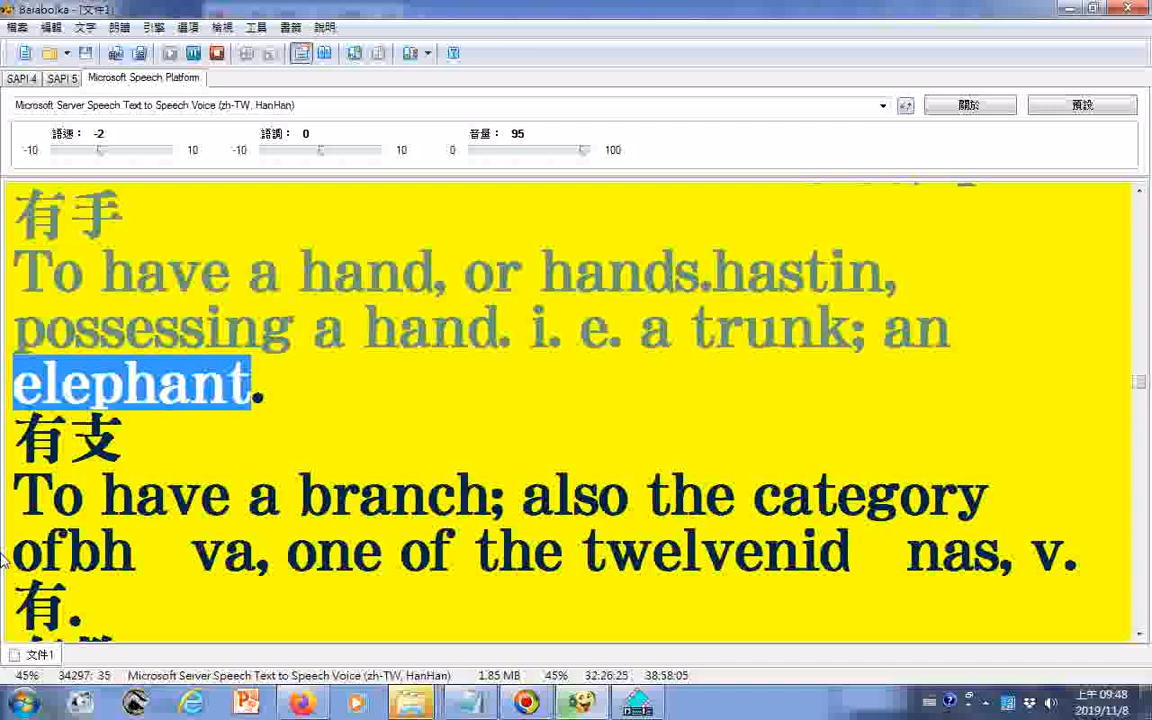 Balabolka - [文件1]
檔案 編輯 文字 朗讀 引擎 選項 檢視 工具 書籤 說明
SAPI 4 SAPI 5 Microsoft Speech Platform
Microsoft Server Speech Text to Speech Voice (zh-TW, HanHan) 關於 預設
語速： -2 語調： 0 音量： 95
-10 10 -10 10 0 100
有手
To have a hand, or hands.hastin,
possessing a hand. i. e. a trunk; an
elephant.
有支
To have a branch; also the category
ofbh va, one of the twelvenid nas, v.
有.
文件1
45% 34297: 35 Microsoft Server Speech Text to Speech Voice (zh-TW, HanHan) 1.85 MB 45% 32:26:25 38:58:05
上午 09:48
2019/11/8